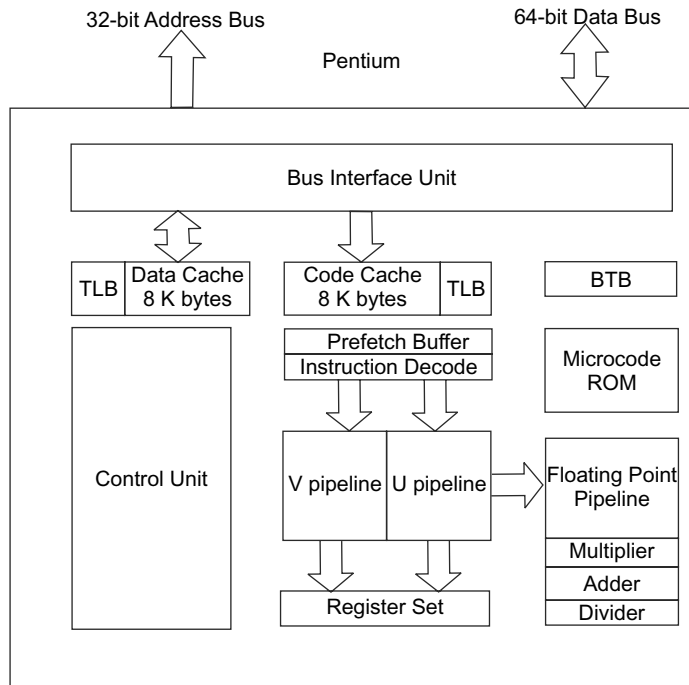 32-bit Address Bus
64-bit Data Bus
Pentium
Bus Interface Unit
TLB
Data Cache
8 K bytes
Code Cache
8 K bytes
TLB
BTB
Prefetch Buffer
Instruction Decode
Microcode
ROM
Control Unit
V pipeline
U pipeline
Floating Point
Pipeline
Multiplier
Adder
Divider
Register Set